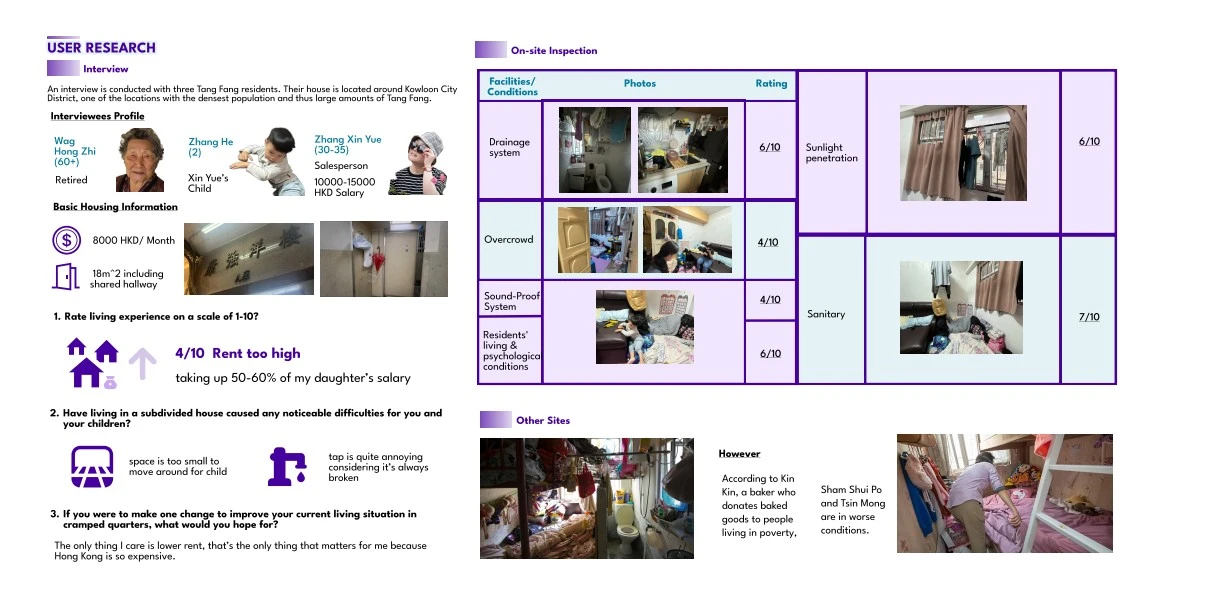 USER RESEARCH
Interview
An interview is conducted with three Tang Fang residents. Their house is located around Kowloon City
District, one of the locations with the densest population and thus large amounts of Tang Fang.
Interviewees Profile
Wag
Hong Zhi
(60+)
Retired
Zhang He
(2)
Xin Yue's
Child
Zhang Xin Yue
(30-35)
Salesperson
10000-15000
HKD Salary
Basic Housing Information
8000 HKD/ Month
18m^2 including
shared hallway
1. Rate living experience on a scale of 1-10?
4/10 Rent too high
taking up 50-60% of my daughter's salary
2. Have living in a subdivided house caused any noticeable difficulties for you and
your children?
space is too small to
move around for child
tap is quite annoying
considering it's always
broken
3. If you were to make one change to improve your current living situation in
cramped quarters, what would you hope for?
The only thing I care is lower rent, that's the only thing that matters for me because
Hong Kong is so expensive.
On-site Inspection
Facilities/
Conditions
Photos
Rating
Drainage
system
6/10
Overcrowd
4/10
Sound-Proof
System
4/10
Residents'
living &
psychologica
conditions
6/10
Sunlight
penetration
6/10
Sanitary
7/10
Other Sites
However
According to Kin
Kin, a baker who
donates baked
goods to people
living in poverty,
Sham Shui Po
and Tsin Mong
are in worse
conditions.